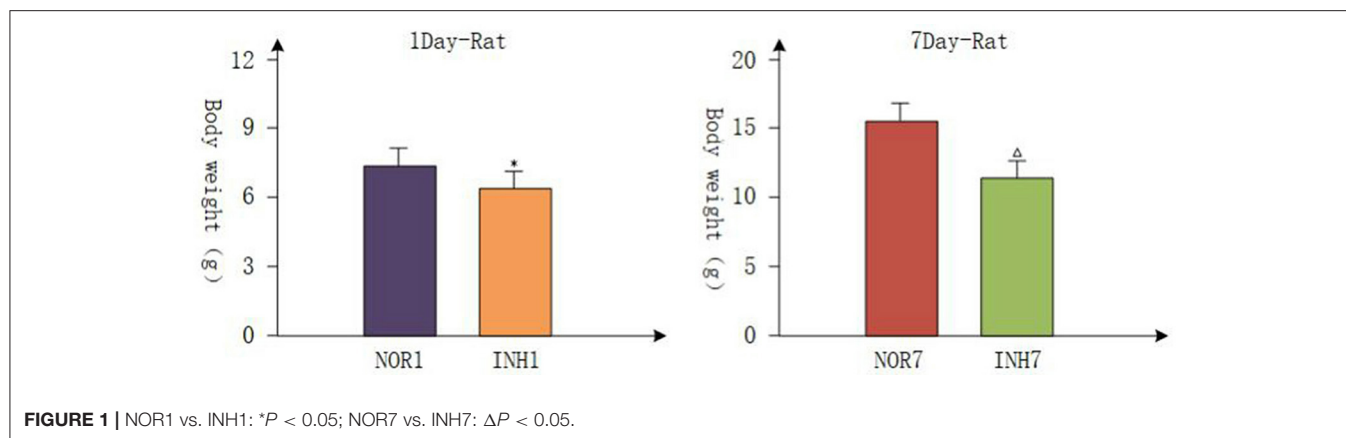 1Day-Rat
Body weight (g)
12
9
6
3
0
*
NOR1 INH1
7Day-Rat
Body weight (g)
20
15
10
5
0
Δ
NOR7 INH7
FIGURE 1 | NOR1 vs. INH1: *P < 0.05; NOR7 vs. INH7: ΔP < 0.05.